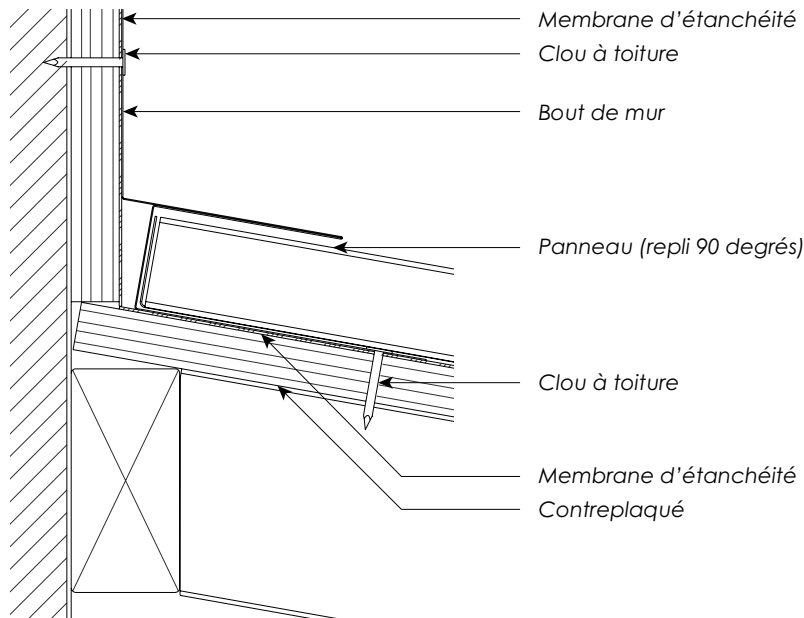 Membrane d’étanchéité
Clou à toiture
Bout de mur
Panneau (repli 90 degrés)
Clou à toiture
Membrane d’étanchéité
Contreplaqué